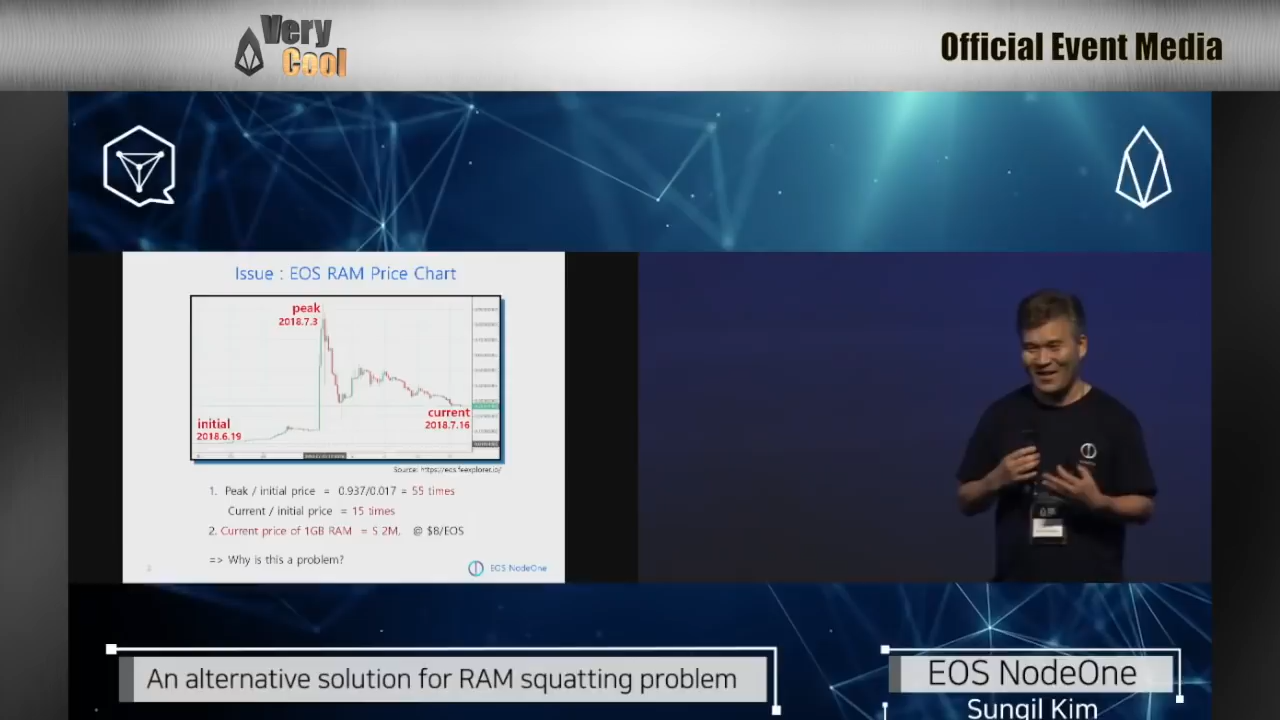 Very
Cool
Official Event Media
Issue : EOS RAM Price Chart
peak
2018.7.3
initial
2018.6.19
current
2018.7.16
Source: https://eos.feexplorer.io/
1. Peak / initial price = 0.937/0.017 = 55 times
Current / initial price = 15 times
2. Current price of 1GB RAM = $ 2M, @ $8/EOS
=> Why is this a problem?
EOS NodeOne
An alternative solution for RAM squatting problem
EOS NodeOne
Sungil Kim